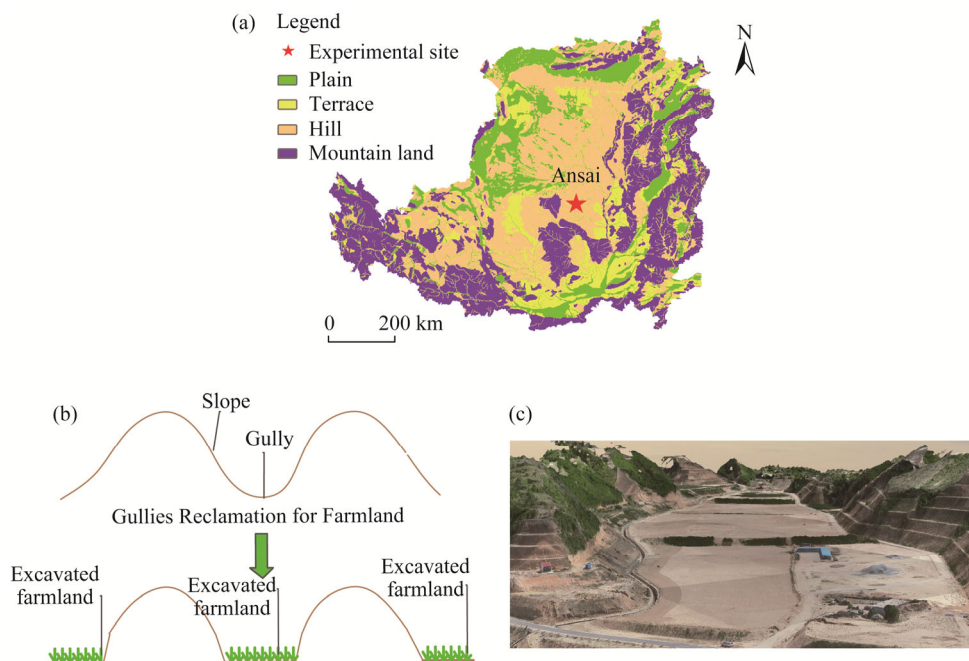 (a)
Legend
Experimental site
Plain
Terrace
Hill
Mountain land
N
Ansai
0 200 km
(b)
Slope
Gully
Gullies Reclamation for Farmland
Excavated
farmland
Excavated
farmland
Excavated
farmland
(c)